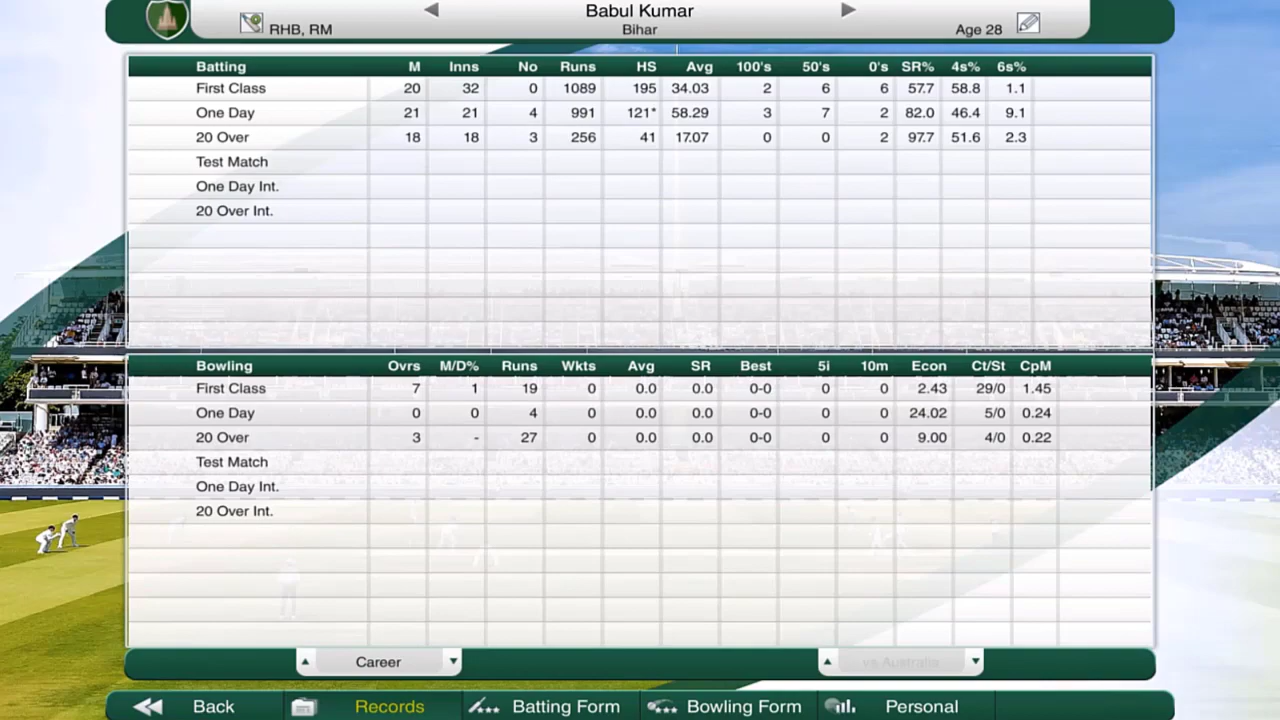 Babul Kumar
RHB, RM Bihar Age 28
Batting M Inns No Runs HS Avg 100's 50's 0's SR% 4s% 6s%
First Class 20 32 0 1089 195 34.03 2 6 6 57.7 58.8 1.1
One Day 21 21 4 991 121* 58.29 3 7 2 82.0 46.4 9.1
20 Over 18 18 3 256 41 17.07 0 0 2 97.7 51.6 2.3
Test Match
One Day Int.
20 Over Int.
Bowling Ovrs M/D% Runs Wkts Avg SR Best 5i 10m Econ Ct/St CpM
First Class 7 1 19 0 0.0 0.0 0-0 0 0 2.43 29/0 1.45
One Day 0 0 4 0 0.0 0.0 0-0 0 0 24.02 5/0 0.24
20 Over 3 - 27 0 0.0 0.0 0-0 0 0 9.00 4/0 0.22
Test Match
One Day Int.
20 Over Int.
Career vs Australia
Back Records Batting Form Bowling Form Personal